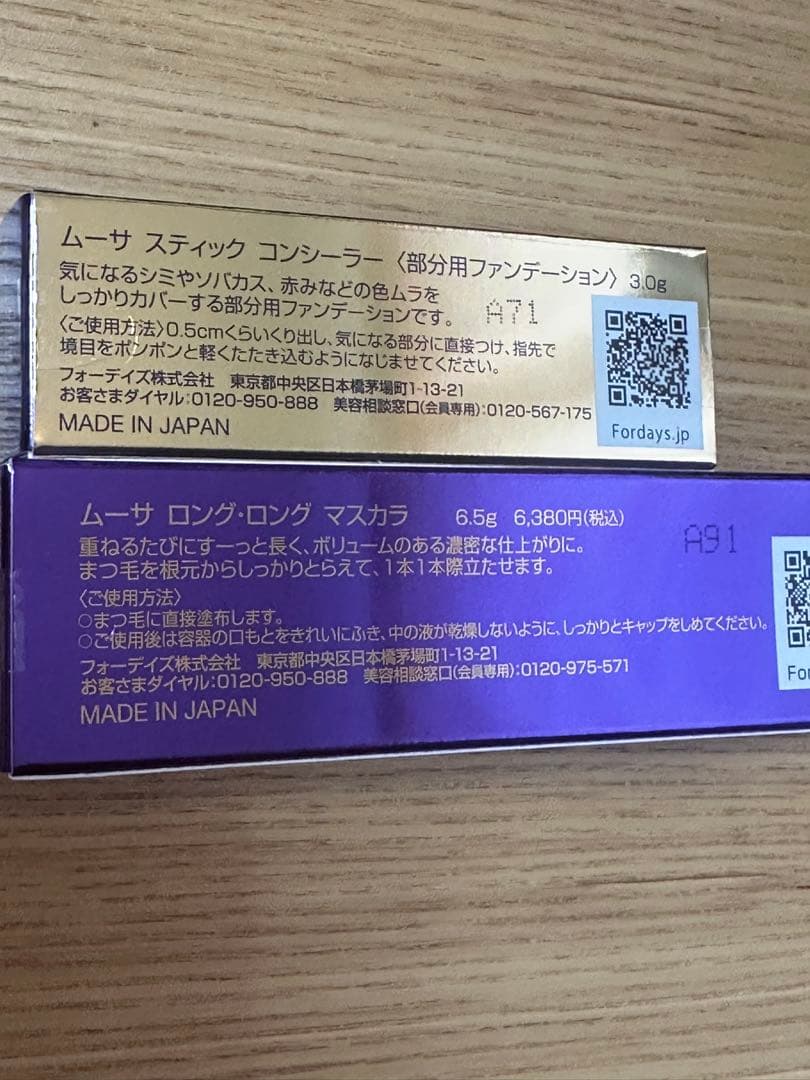 ムーサ スティック コンシーラー 〈部分用ファンデーション〉 3.0g
気になるシミやソバカス、赤みなどの色ムラを
しっかりカバーする部分用ファンデーションです。
A71
〈ご使用方法〉0.5cmくらいくり出し、気になる部分に直接つけ、指先で
境目をポンポンと軽くたたき込むようになじませてください。
フォーデイズ株式会社 東京都中央区日本橋茅場町1-13-21
お客さまダイヤル:0120-950-888 美容相談窓口(会員専用):0120-567-175
MADE IN JAPAN
Fordays.jp
ムーサ ロング・ロング マスカラ 6.5g 6,380円(税込)
A91
重ねるたびにすーっと長く、ボリュームのある濃密な仕上がりに。
まつ毛を根元からしっかりとらえて、1本1本際立たせます。
〈ご使用方法〉
○まつ毛に直接塗布します。
○ご使用後は容器の口もとをきれいにふき、中の液が乾燥しないように、しっかりとキャップをしめてください。
フォーデイズ株式会社 東京都中央区日本橋茅場町1-13-21
お客さまダイヤル:0120-950-888 美容相談窓口(会員専用):0120-975-571
MADE IN JAPAN
For